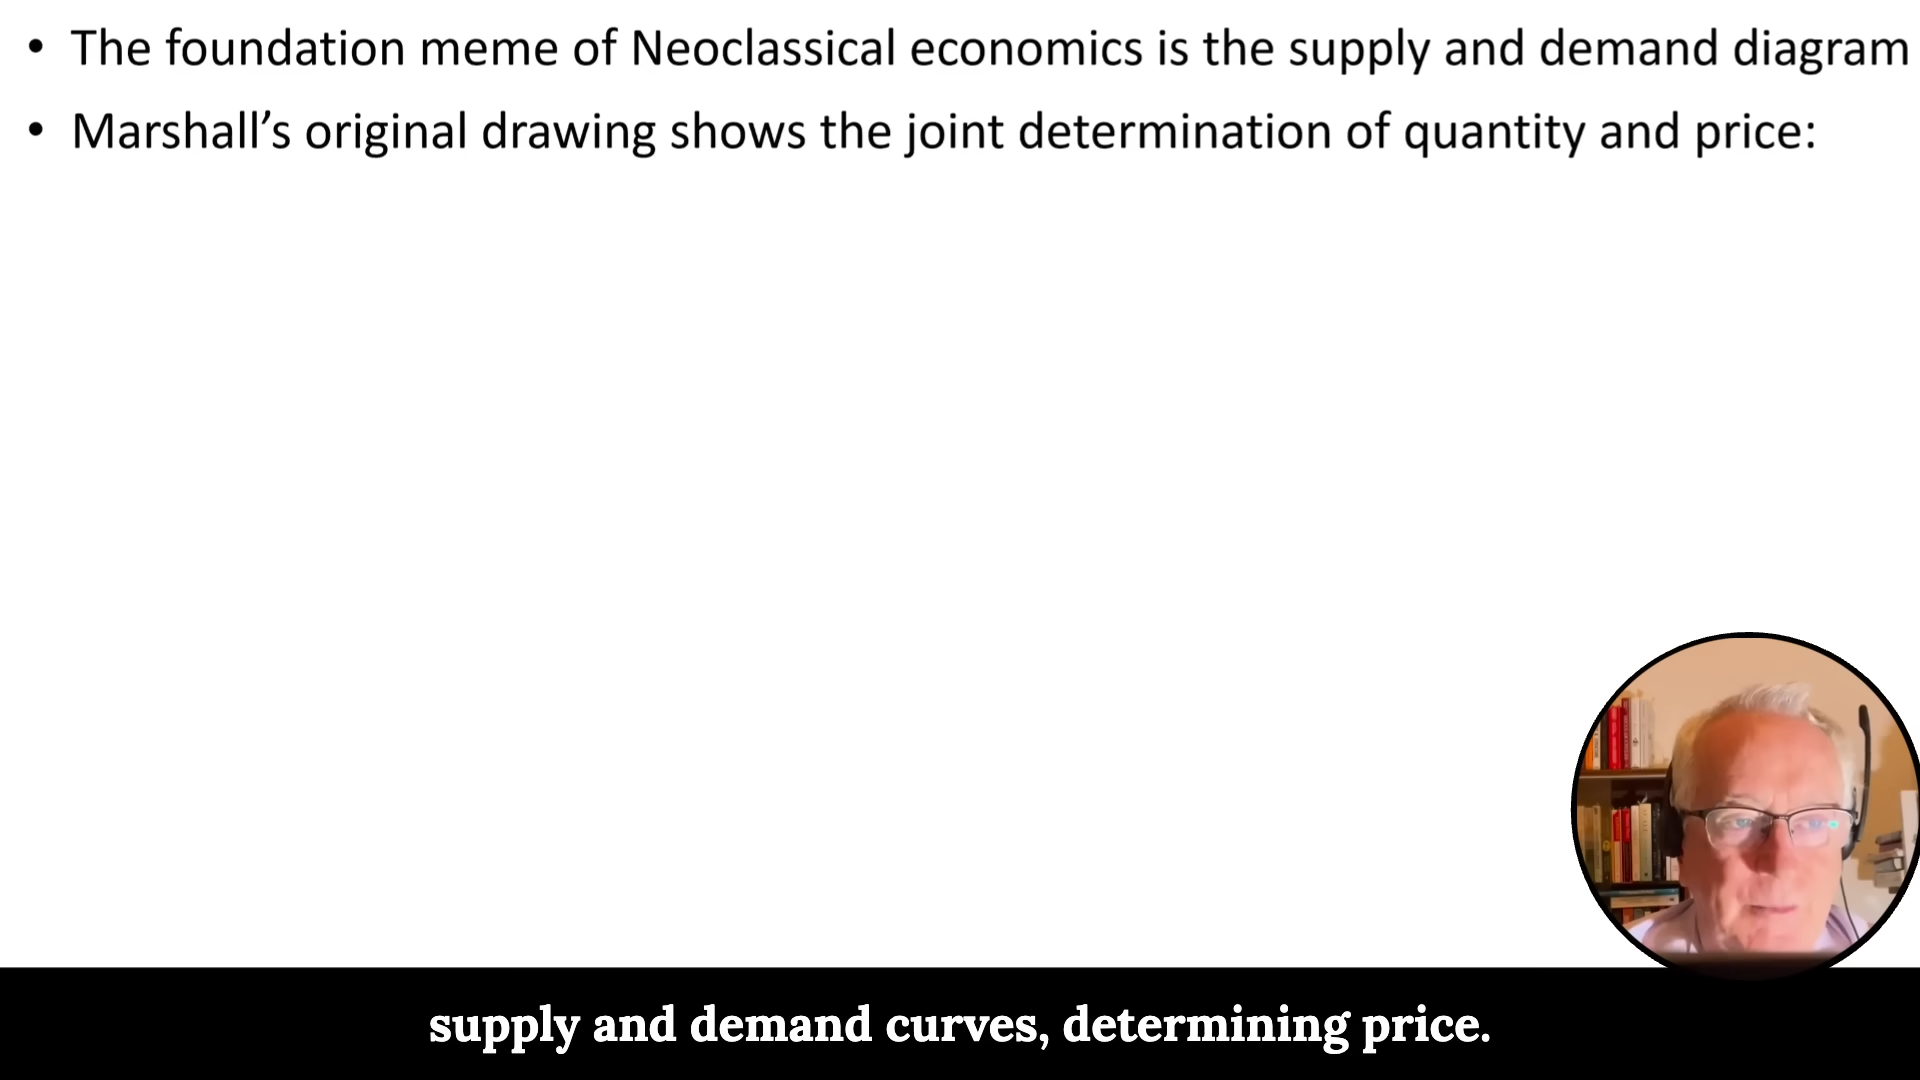 • The foundation meme of Neoclassical economics is the supply and demand diagram
• Marshall’s original drawing shows the joint determination of quantity and price:
supply and demand curves, determining price.